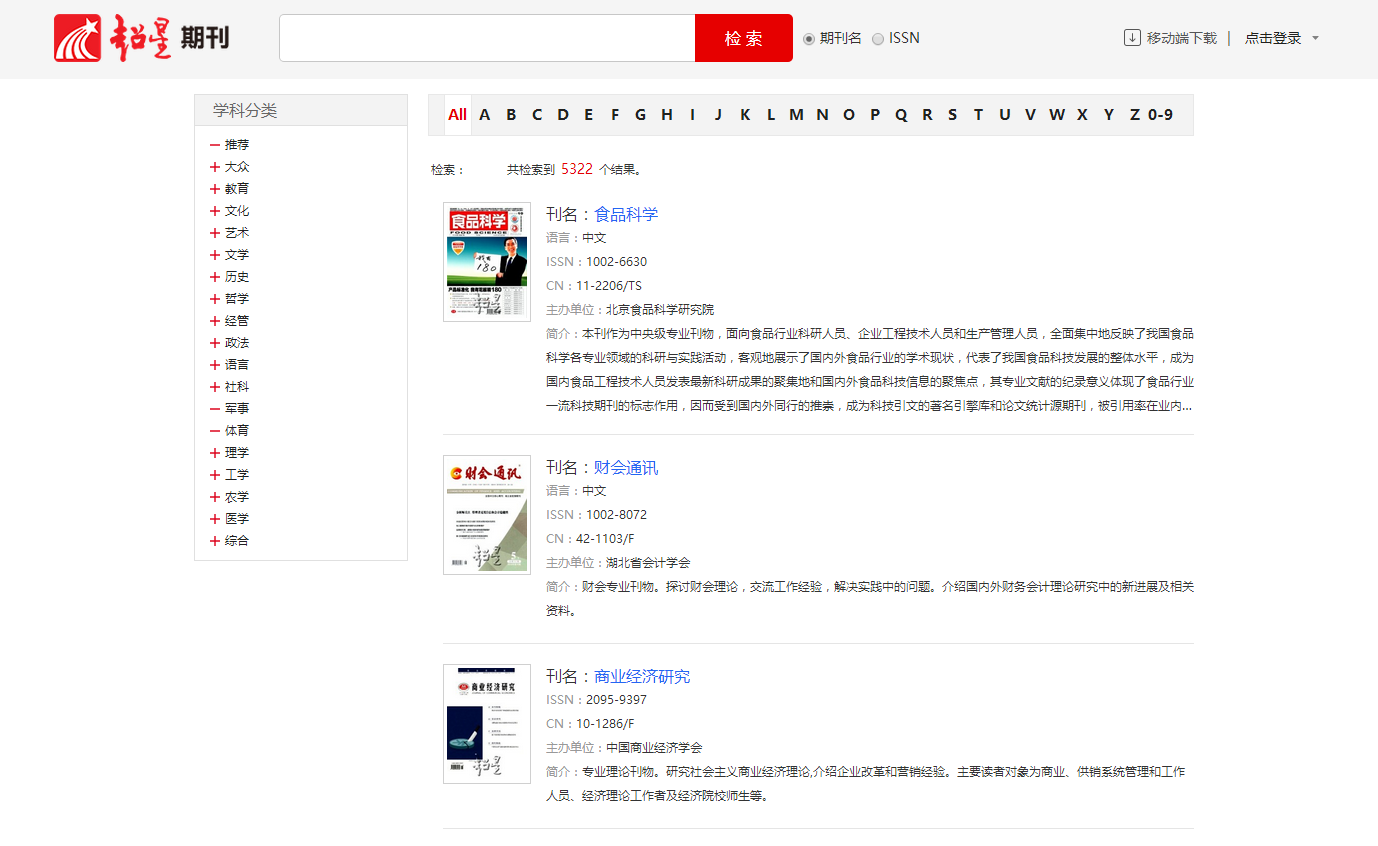 超星 期刊
检 索
期刊名 ISSN
移动端下载 | 点击登录
学科分类
推荐
大众
教育
文化
艺术
文学
历史
哲学
经管
政法
语言
社科
军事
体育
理学
工学
农学
医学
综合
All A B C D E F G H I J K L M N O P Q R S T U V W X Y Z 0-9
检索： 共检索到 5322 个结果。
食品科学
FOOD SCIENCE
刊名：食品科学
语言：中文
ISSN：1002-6630
CN：11-2206/TS
主办单位：北京食品科学研究院
简介：本刊作为中央级专业刊物，面向食品行业科研人员、企业工程技术人员和生产管理人员，全面集中地反映了我国食品
科学各专业领域的科研与实践活动，客观地展示了国内外食品行业的学术现状，代表了我国食品科技发展的整体水平，成为
国内食品工程技术人员发表最新科研成果的聚集地和国内外食品科技信息的聚焦点，其专业文献的纪录意义体现了食品行业
一流科技期刊的标志作用，因而受到国内外同行的推素，成为科技引文的著名引擎库和论文统计源期刊，被引用率在业内...
财会通讯
刊名：财会通讯
语言：中文
ISSN：1002-8072
CN：42-1103/F
主办单位：湖北省会计学会
简介：财会专业刊物。探讨财会理论，交流工作经验，解决实践中的问题。介绍国内外财务会计理论研究中的新进展及相关
资料。
商业经济研究
刊名：商业经济研究
ISSN：2095-9397
CN：10-1286/F
主办单位：中国商业经济学会
简介：专业理论刊物。研究社会主义商业经济理论,介绍企业改革和营销经验。主要读者对象为商业、供销系统管理和工作
人员、经济理论工作者及经济院校师生等。